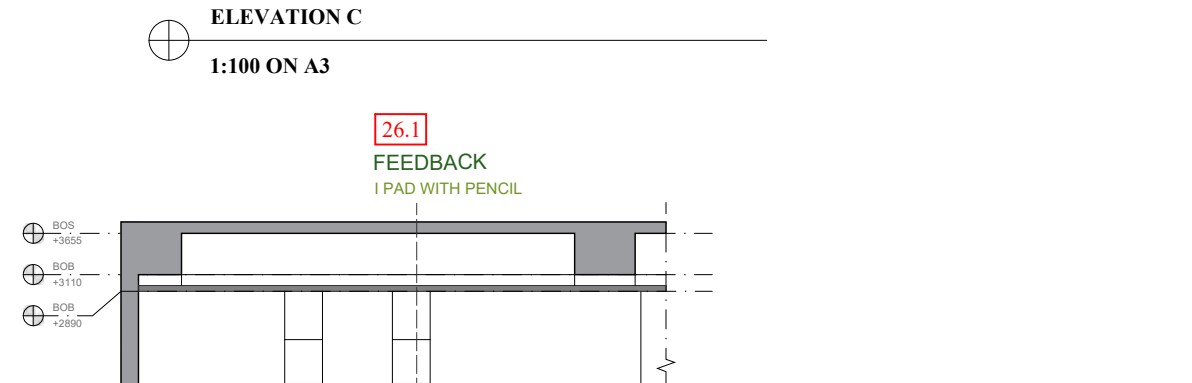 ELEVATION C
1:100 ON A3
26.1
FEEDBACK
I PAD WITH PENCIL
BOS
+3655
BOB
+3110
BOB
+2890